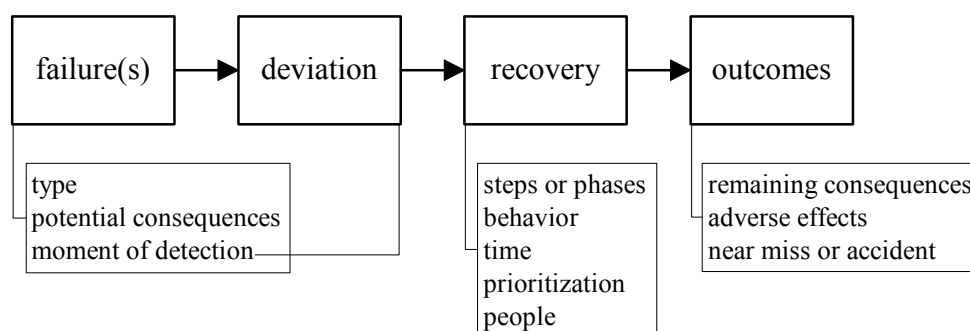 failure(s)
deviation
recovery
outcomes
type
potential consequences
moment of detection
steps or phases
behavior
time
prioritization
people
remaining consequences
adverse effects
near miss or accident